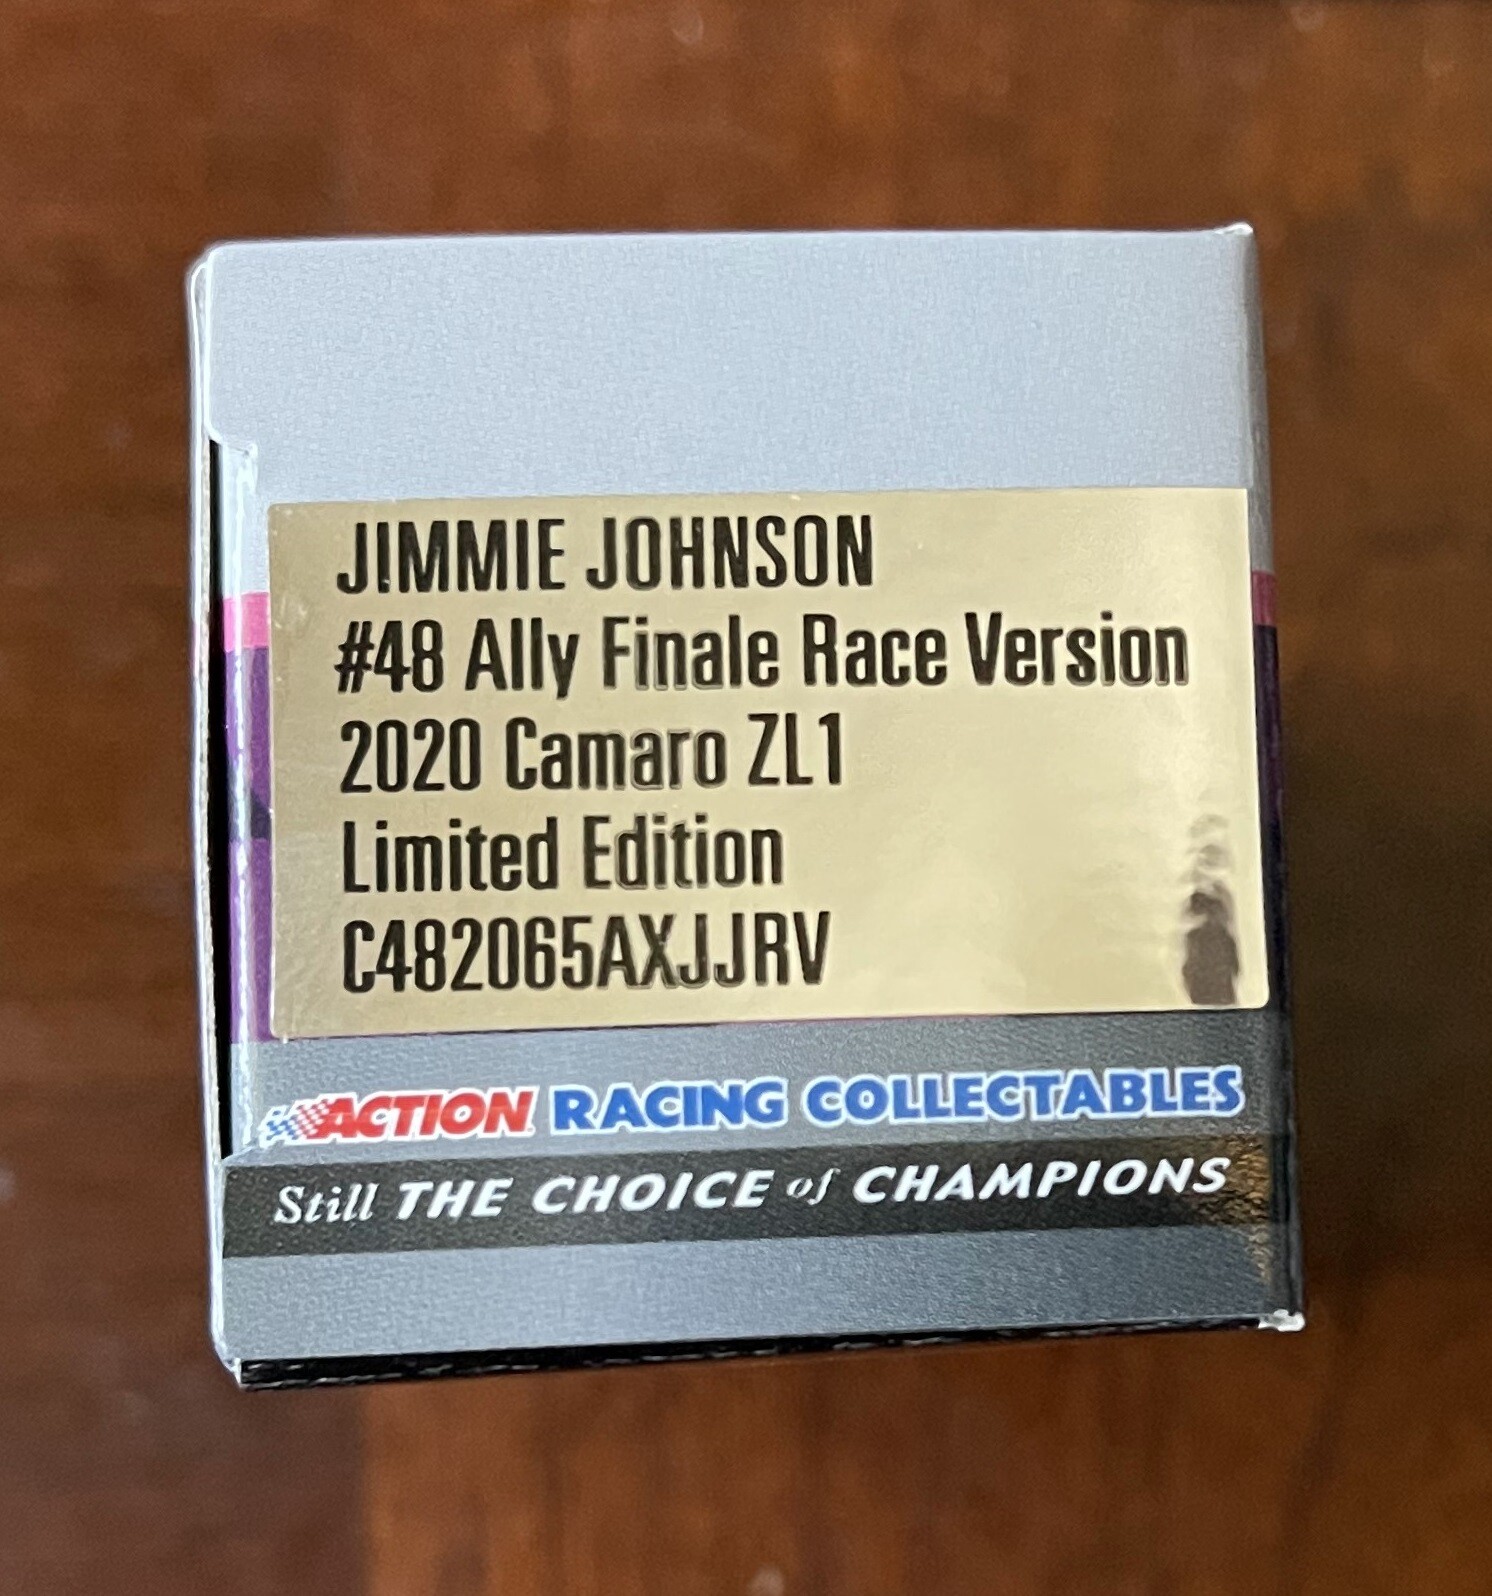 JIMMIE JOHNSON
#48 Ally Finale Race Version
2020 Camaro ZL1
Limited Edition
C482065AXJJRV
ACTION RACING COLLECTABLES
Still THE CHOICE of CHAMPIONS